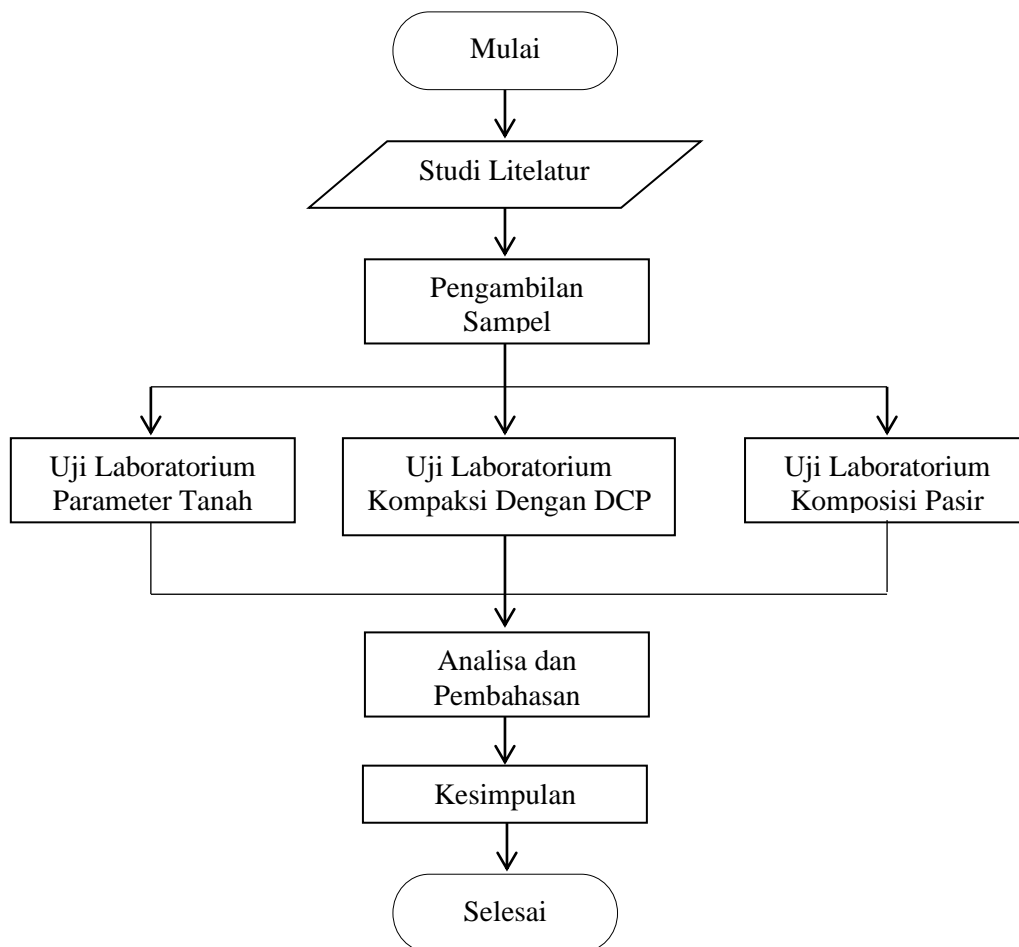 Mulai
Studi Litelatur
Pengambilan
Sampel
Uji Laboratorium
Parameter Tanah
Uji Laboratorium
Kompaksi Dengan DCP
Uji Laboratorium
Komposisi Pasir
Analisa dan
Pembahasan
Kesimpulan
Selesai